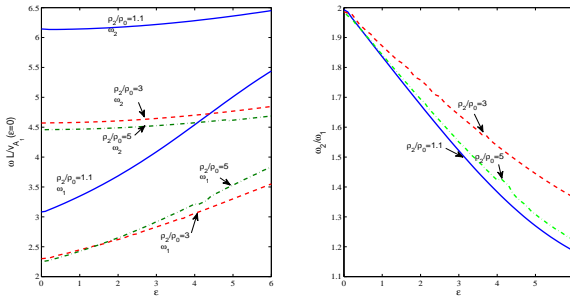 6.5
6
5.5
5
4.5
4
3.5
3
2.5
2
0 1 2 3 4 5 6
ε
ω L/v_A₁ (ε=0)
ρ₂/ρ₀=1.1
ω₂
ρ₂/ρ₀=3
ω₂
ρ₂/ρ₀=5
ω₂
ρ₂/ρ₀=1.1
ω₁
ρ₂/ρ₀=5
ω₁
ρ₂/ρ₀=3
ω₁
2
1.9
1.8
1.7
1.6
1.5
1.4
1.3
1.2
1.1
0 1 2 3 4 5
ε
ω₂/ω₁
ρ₂/ρ₀=3
ρ₂/ρ₀=1.1
ρ₂/ρ₀=5